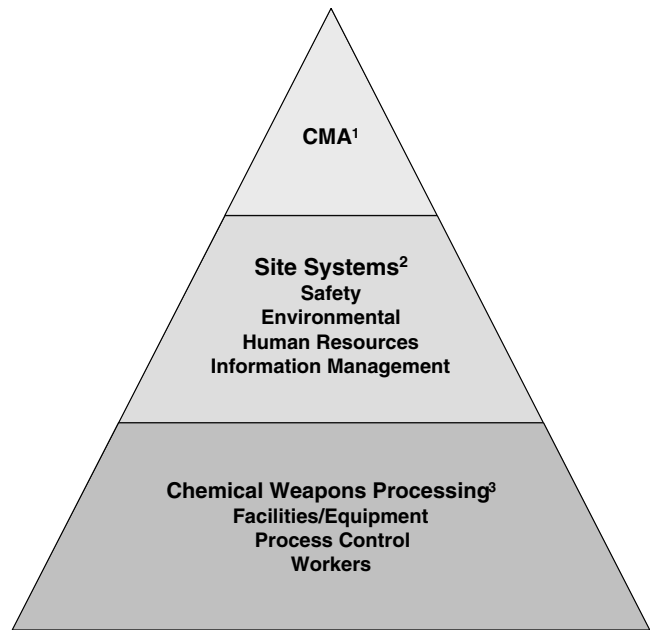 CMA¹
Site Systems²
Safety
Environmental
Human Resources
Information Management
Chemical Weapons Processing³
Facilities/Equipment
Process Control
Workers